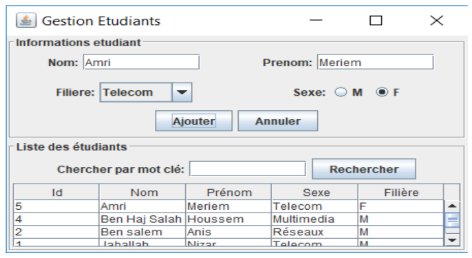 Gestion Etudiants
Informations etudiant
Nom: Amri Prenom: Meriem
Filiere: Telecom Sexe: M F
Ajouter Annuler
Liste des étudiants
Chercher par mot clé: Rechercher
Id Nom Prénom Sexe Filière
5 Amri Meriem Telecom F
4 Ben Haj Salah Houssem Multimedia M
2 Ben salem Anis Réseaux M
1 Jaballah Nizar Telecom M